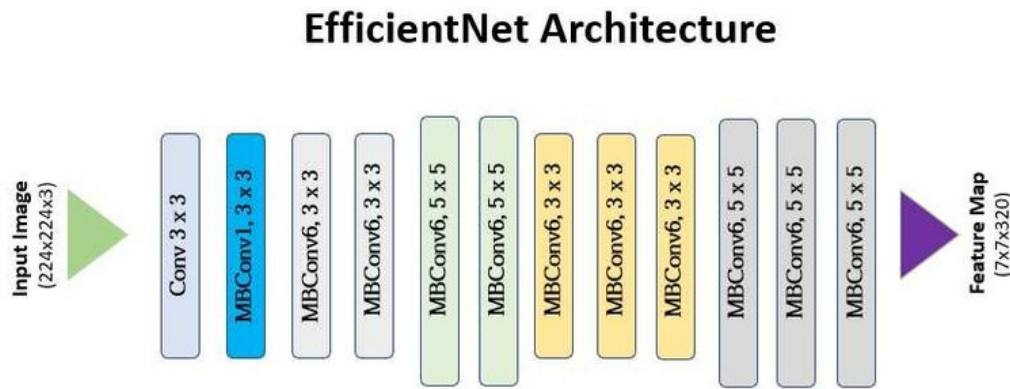 EfficientNet Architecture
Input Image
(224x224x3)
Conv 3 x 3
MBConv1, 3 x 3
MBConv6, 3 x 3
MBConv6, 3 x 3
MBConv6, 5 x 5
MBConv6, 5 x 5
MBConv6, 3 x 3
MBConv6, 3 x 3
MBConv6, 3 x 3
MBConv6, 5 x 5
MBConv6, 5 x 5
MBConv6, 5 x 5
Feature Map
(7x7x320)